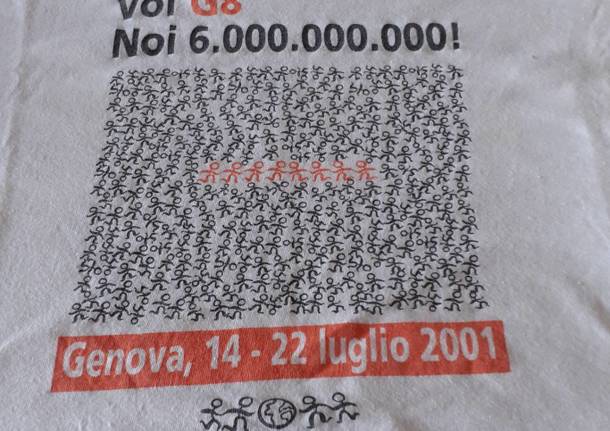 Voi G8
Noi 6.000.000.000!
Genova, 14 - 22 luglio 2001